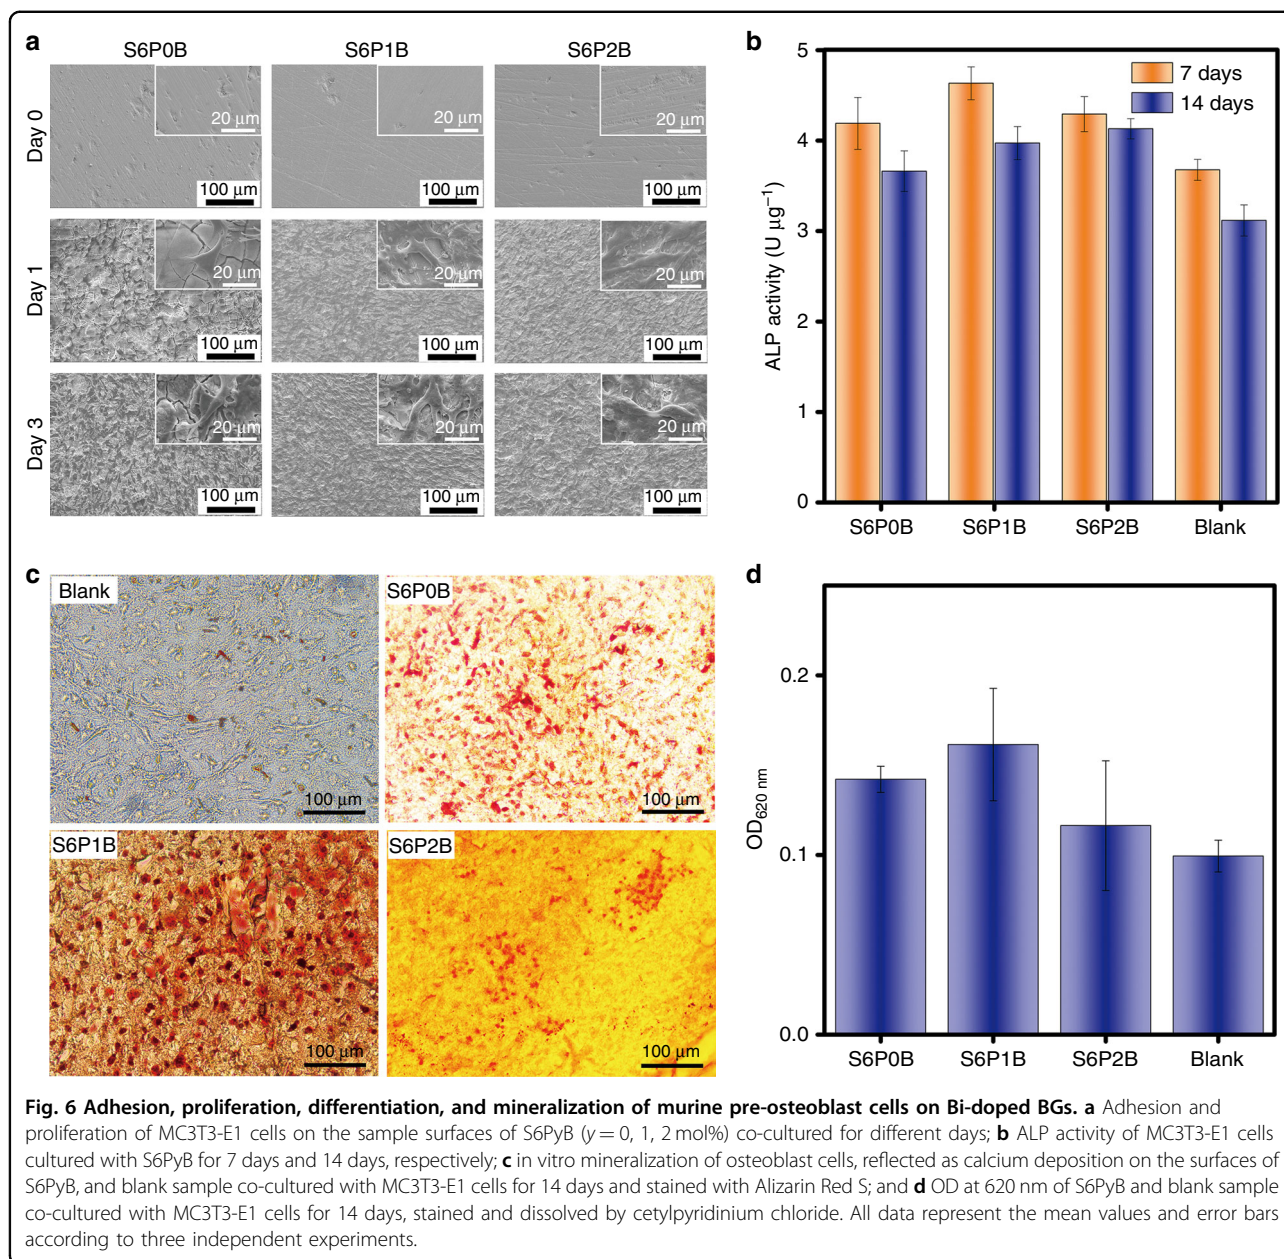 a
S6P0B
S6P1B
S6P2B
Day 0
20 μm
100 μm
20 μm
100 μm
20 μm
100 μm
Day 1
20 μm
100 μm
20 μm
100 μm
20 μm
100 μm
Day 3
20 μm
100 μm
20 μm
100 μm
20 μm
100 μm
b
ALP activity (U μg⁻¹)
5
4
3
4
1
0
7 days
14 days
S6P0B
S6P1B
S6P2B
Blank
c
Blank
100 μm
S6P0B
100 μm
S6P1B
100 μm
S6P2B
100 μm
d
OD620 nm
0.2
0.1
0.0
S6P0B
S6P1B
S6P2B
Blank
Fig. 6 Adhesion, proliferation, differentiation, and mineralization of murine pre-osteoblast cells on Bi-doped BGs. a Adhesion and
proliferation of MC3T3-E1 cells on the sample surfaces of S6PyB (y = 0, 1, 2 mol%) co-cultured for different days; b ALP activity of MC3T3-E1 cells
cultured with S6PyB for 7 days and 14 days, respectively; c in vitro mineralization of osteoblast cells, reflected as calcium deposition on the surfaces of
S6PyB, and blank sample co-cultured with MC3T3-E1 cells for 14 days and stained with Alizarin Red S; and d OD at 620 nm of S6PyB and blank sample
co-cultured with MC3T3-E1 cells for 14 days, stained and dissolved by cetylpyridinium chloride. All data represent the mean values and error bars
according to three independent experiments.